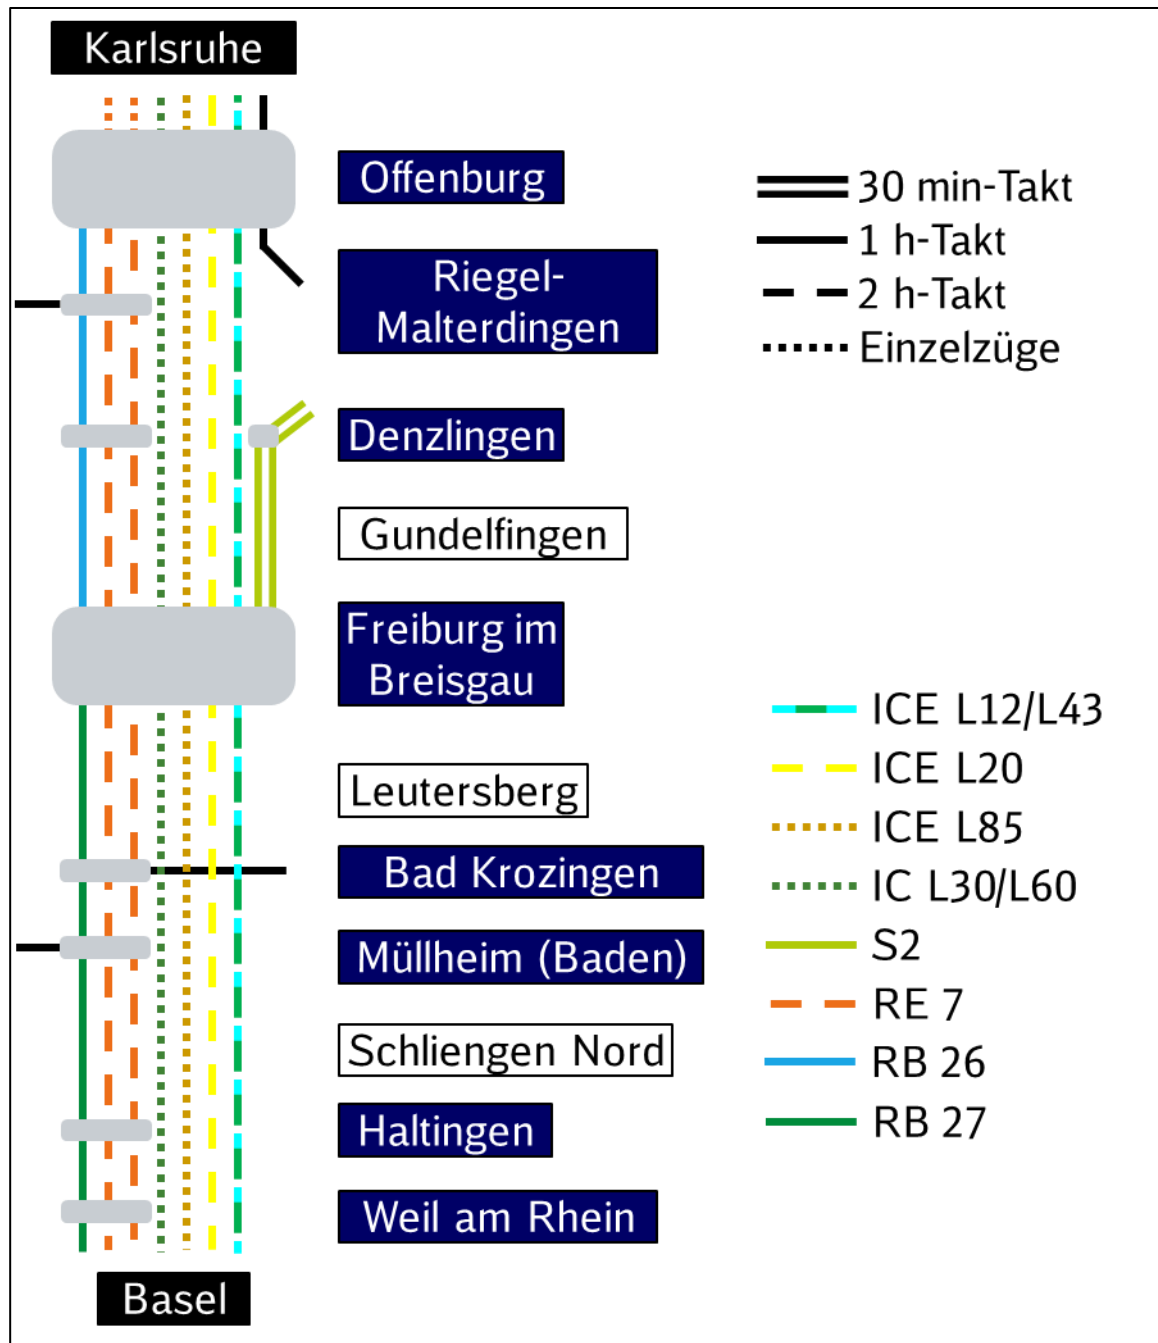 Karlsruhe
Offenburg
Riegel-
Malterdingen
Denzlingen
Gundelfingen
Freiburg im
Breisgau
Leutersberg
Bad Krozingen
Müllheim (Baden)
Schliengen Nord
Haltingen
Weil am Rhein
Basel
30 min-Takt
1 h-Takt
2 h-Takt
Einzelzüge
ICE L12/L43
ICE L20
ICE L85
IC L30/L60
S2
RE 7
RB 26
RB 27